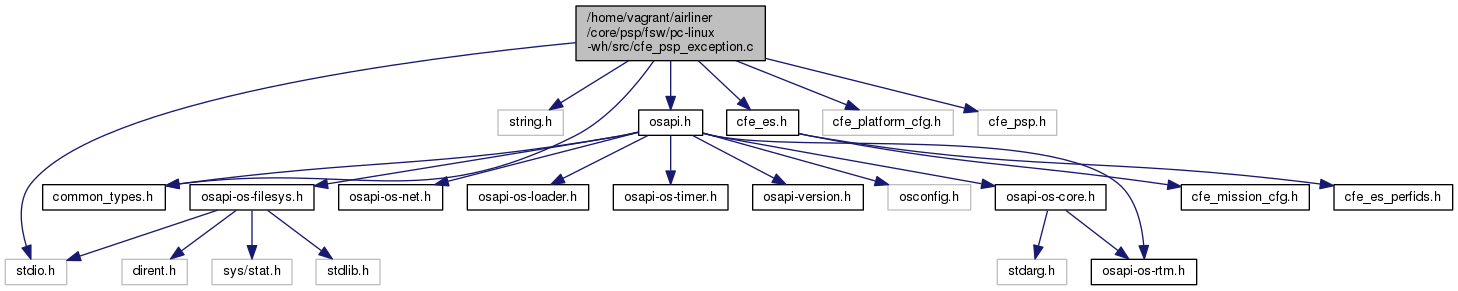 /home/vagrant/airliner
/core/psp/fsw/pc-linux
-wh/src/cfe_psp_exception.c
string.h
osapi.h
cfe_es.h
cfe_platform_cfg.h
cfe_psp.h
common_types.h
osapi-os-filesys.h
osapi-os-net.h
osapi-os-loader.h
osapi-os-timer.h
osapi-version.h
osconfig.h
osapi-os-core.h
cfe_mission_cfg.h
cfe_es_perfids.h
stdio.h
dirent.h
sys/stat.h
stdlib.h
stdarg.h
osapi-os-rtm.h